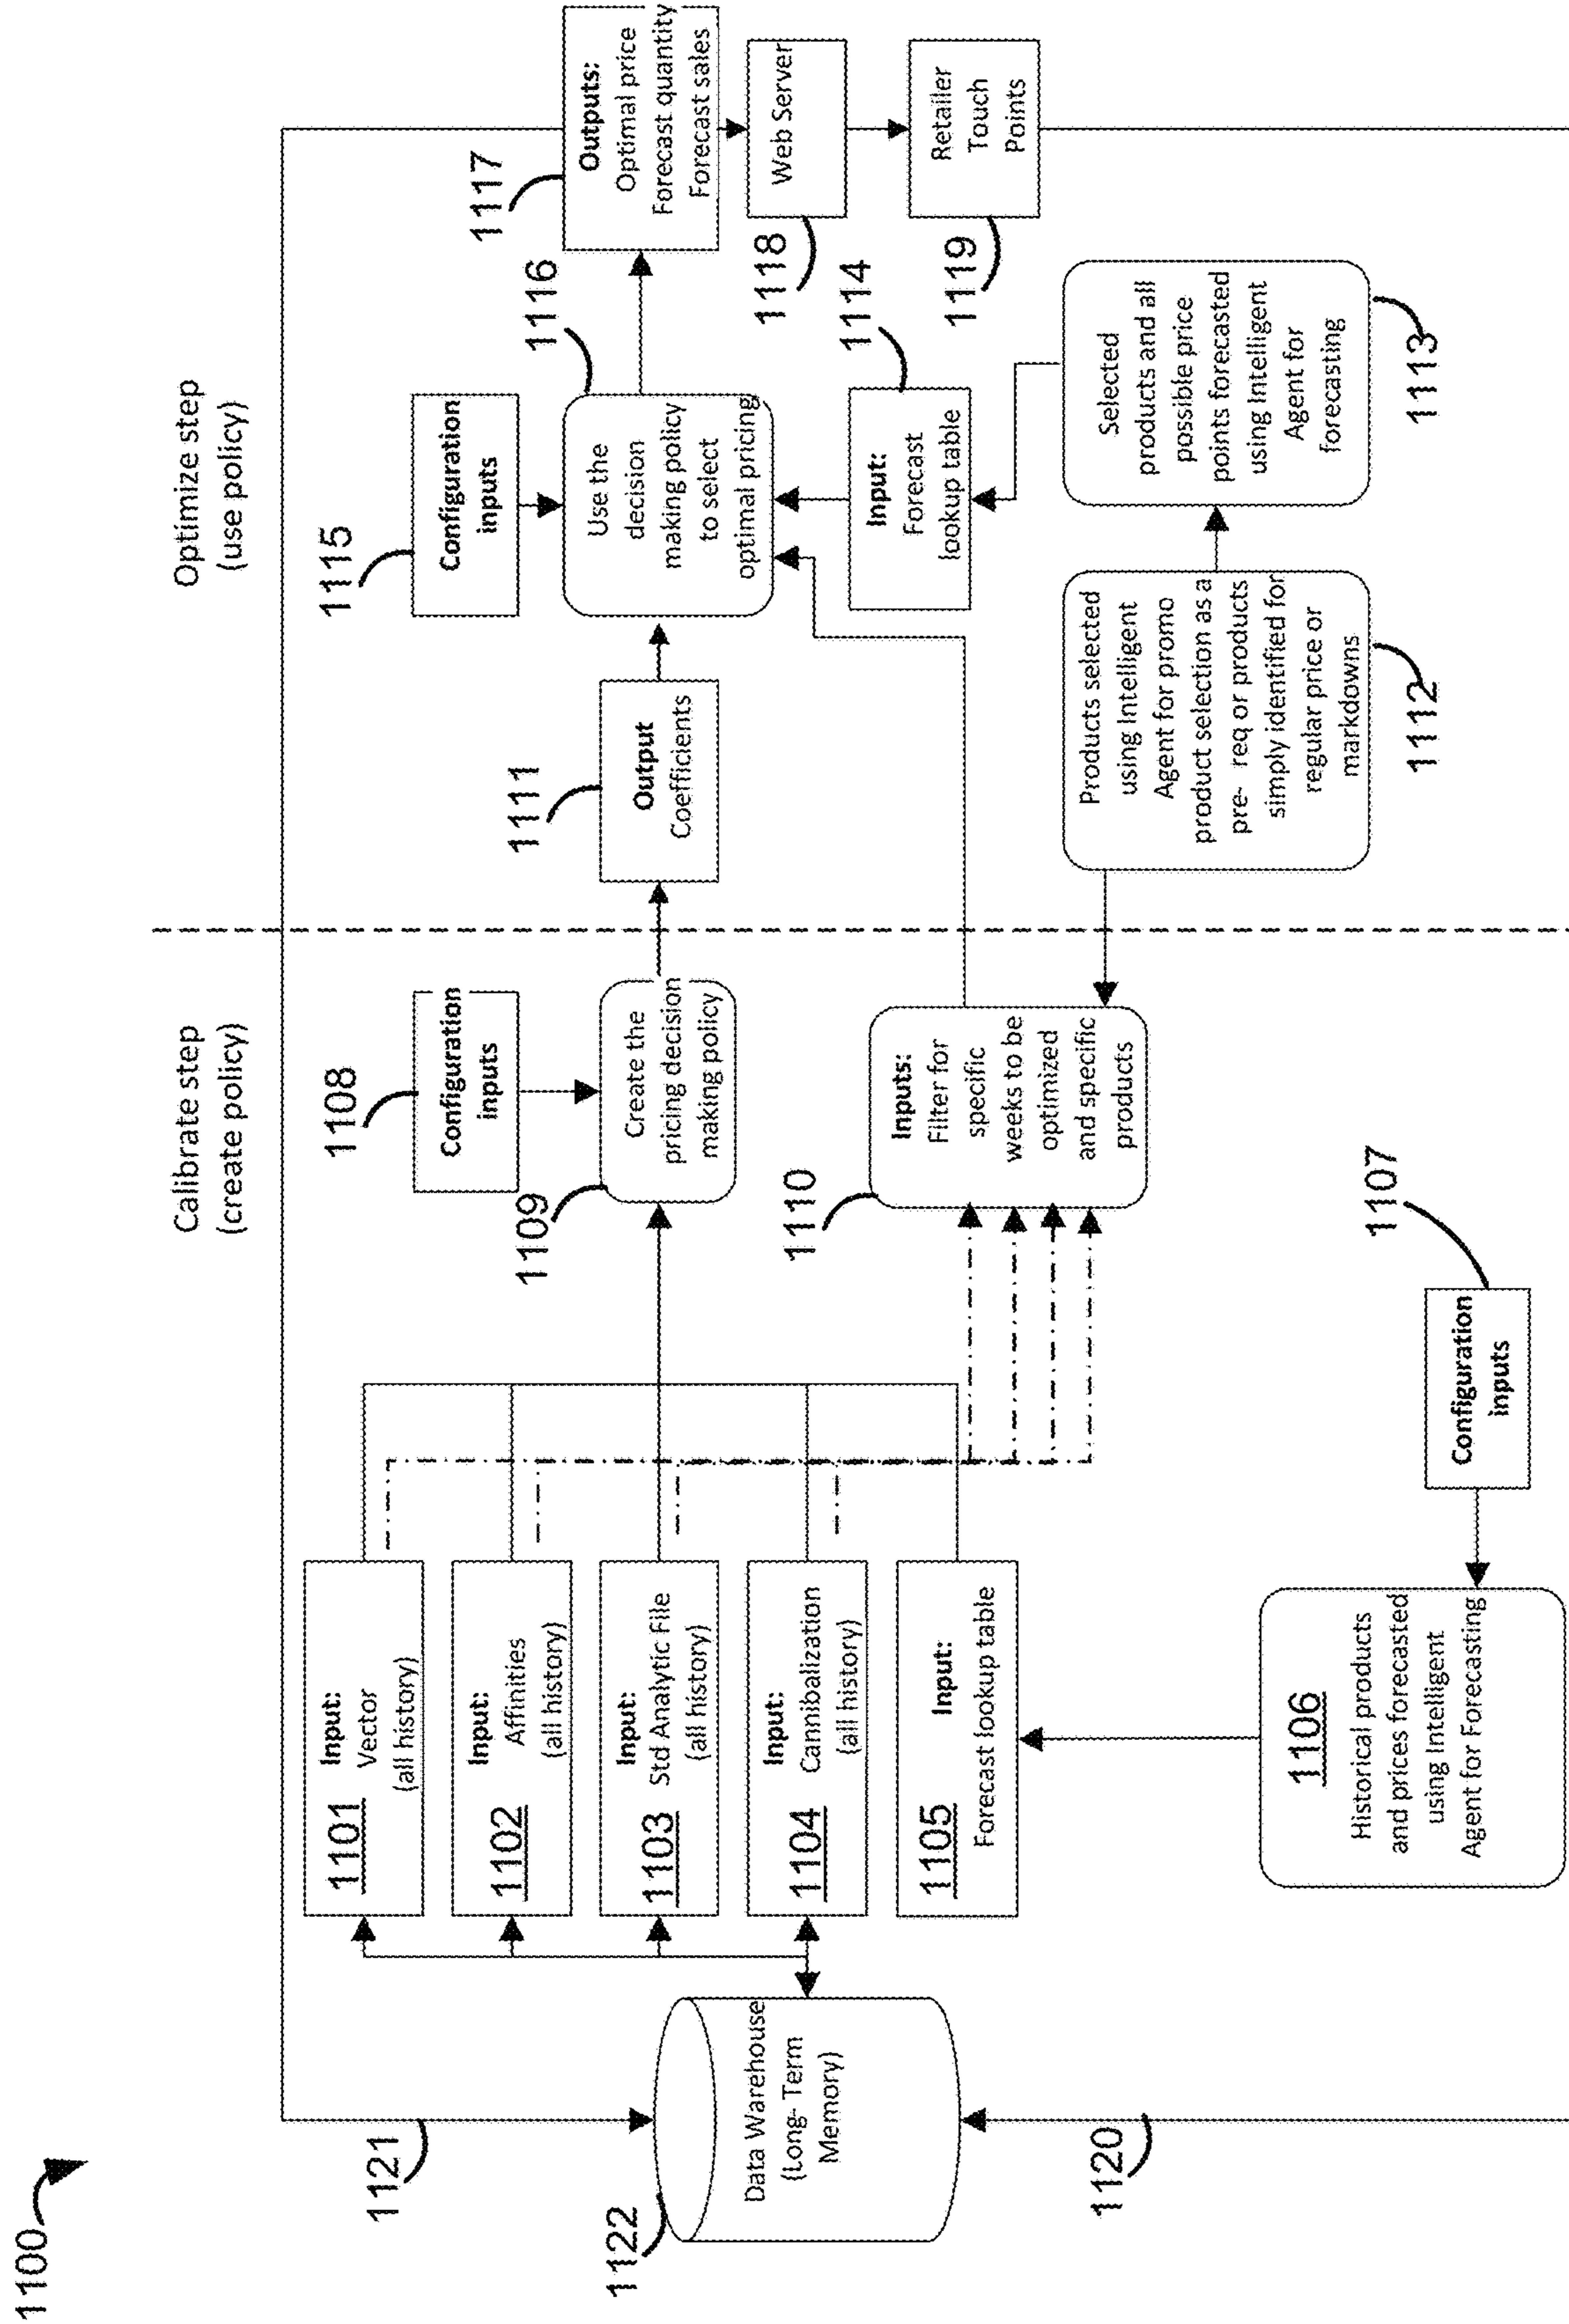 1100
Calibrate step
(create policy)
Optimize step
(use policy)
1121
1122
Data Warehouse
(Long- Term
Memory)
1120
Input:
Vector
(all history)
1101
Input:
Affinities
(all history)
1102
Input:
Std Analytic File
(all history)
1103
Input:
Cannibalization
(all history)
1104
Input:
Forecast lookup table
1105
1106
Historical products
and prices forecasted
using Intelligent
Agent for Forecasting
1107
Configuration
inputs
1108
Configuration
inputs
1109
Create the
pricing decision
making policy
1110
Inputs:
Filter for
specific
weeks to be
optimized
and specific
products
1111
Output
Coefficients
1112
Products selected
using Intelligent
Agent for promo
product selection as a
pre- req or products
simply identified for
regular price or
markdowns
1113
Selected
products and all
possible price
points forecasted
using Intelligent
Agent for
forecasting
1114
Input:
Forecast
lookup table
1115
Configuration
inputs
1116
Use the
decision
making policy
to select
optimal pricing
1117
Outputs:
Optimal price
Forecast quantity
Forecast sales
1118
Web Server
1119
Retailer
Touch
Points